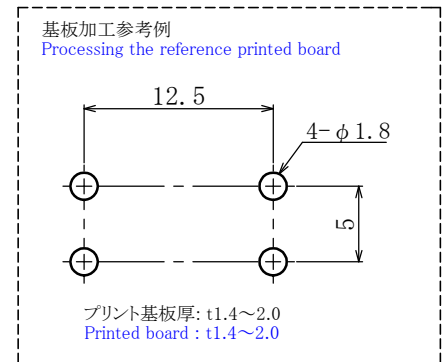 基板加工参考例
Processing the reference printed board
12.5
4-φ1.8
5
プリント基板厚: t1.4～2.0
Printed board : t1.4～2.0